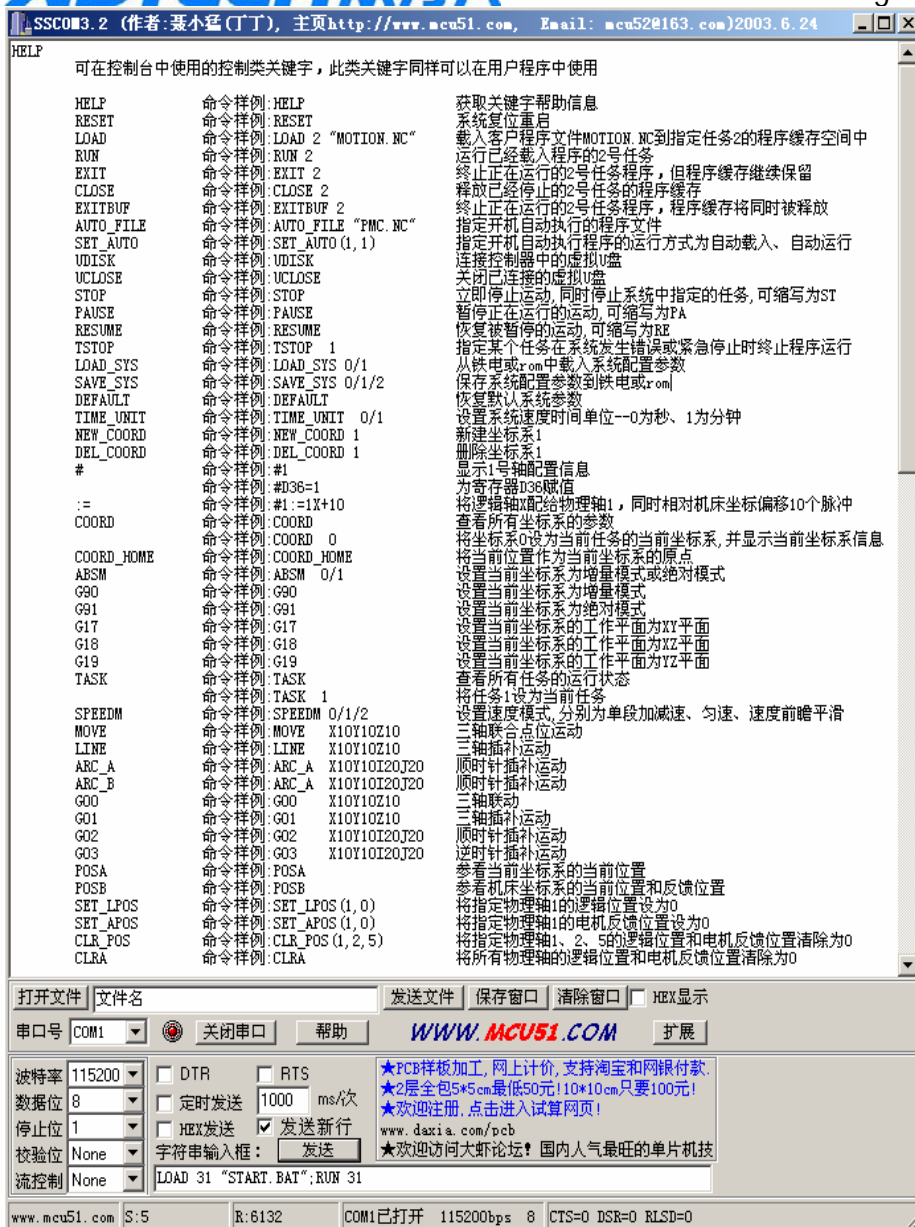 SSCOM3.2 (作者:聂小猛(丁丁), 主页http://www.mcu51.com, Email: mcu52@163.com)2003.6.24
HELP
可在控制台中使用的控制类关键字，此类关键字同样可以在用户程序中使用
HELP 命令样例:HELP 获取关键字帮助信息
RESET 命令样例:RESET 系统复位重启
LOAD 命令样例:LOAD 2 "MOTION.NC" 载入客户程序文件MOTION.NC到指定任务2的程序缓存空间中
RUN 命令样例:RUN 2 运行已经载入程序的2号任务
EXIT 命令样例:EXIT 2 终止正在运行的2号任务程序，但程序缓存继续保留
CLOSE 命令样例:CLOSE 2 释放已经停止的2号任务的程序缓存
EXITBUF 命令样例:EXITBUF 2 终止正在运行的2号任务程序，程序缓存将同时被释放
AUTO_FILE 命令样例:AUTO_FILE "PMC.NC" 指定开机自动执行的程序文件
SET_AUTO 命令样例:SET_AUTO(1,1) 指定开机自动执行程序的运行方式为自动载入、自动运行
UDISK 命令样例:UDISK 连接控制器中的虚拟U盘
UCLOSE 命令样例:UCLOSE 关闭已连接的虚拟U盘
STOP 命令样例:STOP 立即停止运动,同时停止系统中指定的任务,可缩写为ST
PAUSE 命令样例:PAUSE 暂停正在运行的运动,可缩写为PA
RESUME 命令样例:RESUME 恢复被暂停的运动,可缩写为RE
TSTOP 命令样例:TSTOP 1 指定某个任务在系统发生错误或紧急停止时终止程序运行
LOAD_SYS 命令样例:LOAD_SYS 0/1 从铁电或rom中载入系统配置参数
SAVE_SYS 命令样例:SAVE_SYS 0/1/2 保存系统配置参数到铁电或rom
DEFAULT 命令样例:DEFAULT 恢复默认系统参数
TIME_UNIT 命令样例:TIME_UNIT 0/1 设置系统速度时间单位--0为秒、1为分钟
NEW_COORD 命令样例:NEW_COORD 1 新建坐标系1
DEL_COORD 命令样例:DEL_COORD 1 删除坐标系1
# 命令样例:#1 显示1号轴配置信息
命令样例:#D36=1 为寄存器D36赋值
:= 命令样例:#1:=1X+10 将逻辑轴X配给物理轴1，同时相对机床坐标偏移10个脉冲
COORD 命令样例:COORD 查看所有坐标系的参数
命令样例:COORD 0 将坐标系0设为当前任务的当前坐标系,并显示当前坐标系信息
COORD_HOME 命令样例:COORD_HOME 将当前位置作为当前坐标系的原点
ABSM 命令样例:ABSM 0/1 设置当前坐标系为增量模式或绝对模式
G90 命令样例:G90 设置当前坐标系为增量模式
G91 命令样例:G91 设置当前坐标系为绝对模式
G17 命令样例:G17 设置当前坐标系的工作平面为XY平面
G18 命令样例:G18 设置当前坐标系的工作平面为XZ平面
G19 命令样例:G19 设置当前坐标系的工作平面为YZ平面
TASK 命令样例:TASK 查看所有任务的运行状态
命令样例:TASK 1 将任务1设为当前任务
SPEEDM 命令样例:SPEEDM 0/1/2 设置速度模式,分别为单段加减速、匀速、速度前瞻平滑
MOVE 命令样例:MOVE X10Y10Z10 三轴联合点位运动
LINE 命令样例:LINE X10Y10Z10 三轴插补运动
ARC_A 命令样例:ARC_A X10Y10I20J20 顺时针插补运动
ARC_B 命令样例:ARC_A X10Y10I20J20 顺时针插补运动
G00 命令样例:G00 X10Y10Z10 三轴联动
G01 命令样例:G01 X10Y10Z10 三轴插补运动
G02 命令样例:G02 X10Y10I20J20 顺时针插补运动
G03 命令样例:G03 X10Y10I20J20 逆时针插补运动
POSA 命令样例:POSA 参看当前坐标系的当前位置
POSB 命令样例:POSB 参看机床坐标系的当前位置和反馈位置
SET_LPOS 命令样例:SET_LPOS(1,0) 将指定物理轴1的逻辑位置设为0
SET_APOS 命令样例:SET_APOS(1,0) 将指定物理轴1的电机反馈位置设为0
CLR_POS 命令样例:CLR_POS(1,2,5) 将指定物理轴1、2、5的逻辑位置和电机反馈位置清除为0
CLRA 命令样例:CLRA 将所有物理轴的逻辑位置和电机反馈位置清除为0
打开文件 文件名 发送文件 保存窗口 清除窗口 HEX显示
串口号 COM1 关闭串口 帮助 WWW.MCU51.COM 扩展
波特率 115200 DTR RTS
数据位 8 定时发送 1000 ms/次
停止位 1 HEX发送 发送新行
校验位 None 字符串输入框: 发送
流控制 None LOAD 31 "START.BAT";RUN 31
★PCB样板加工,网上计价,支持淘宝和网银付款.
★2层全包5*5cm最低50元!10*10cm只要100元!
★欢迎注册,点击进入试算网页!
www.daxia.com/pcb
★欢迎访问大虾论坛! 国内人气最旺的单片机技
www.mcu51.com S:5 R:6132 COM1已打开 115200bps 8 CTS=0 DSR=0 RLSD=0